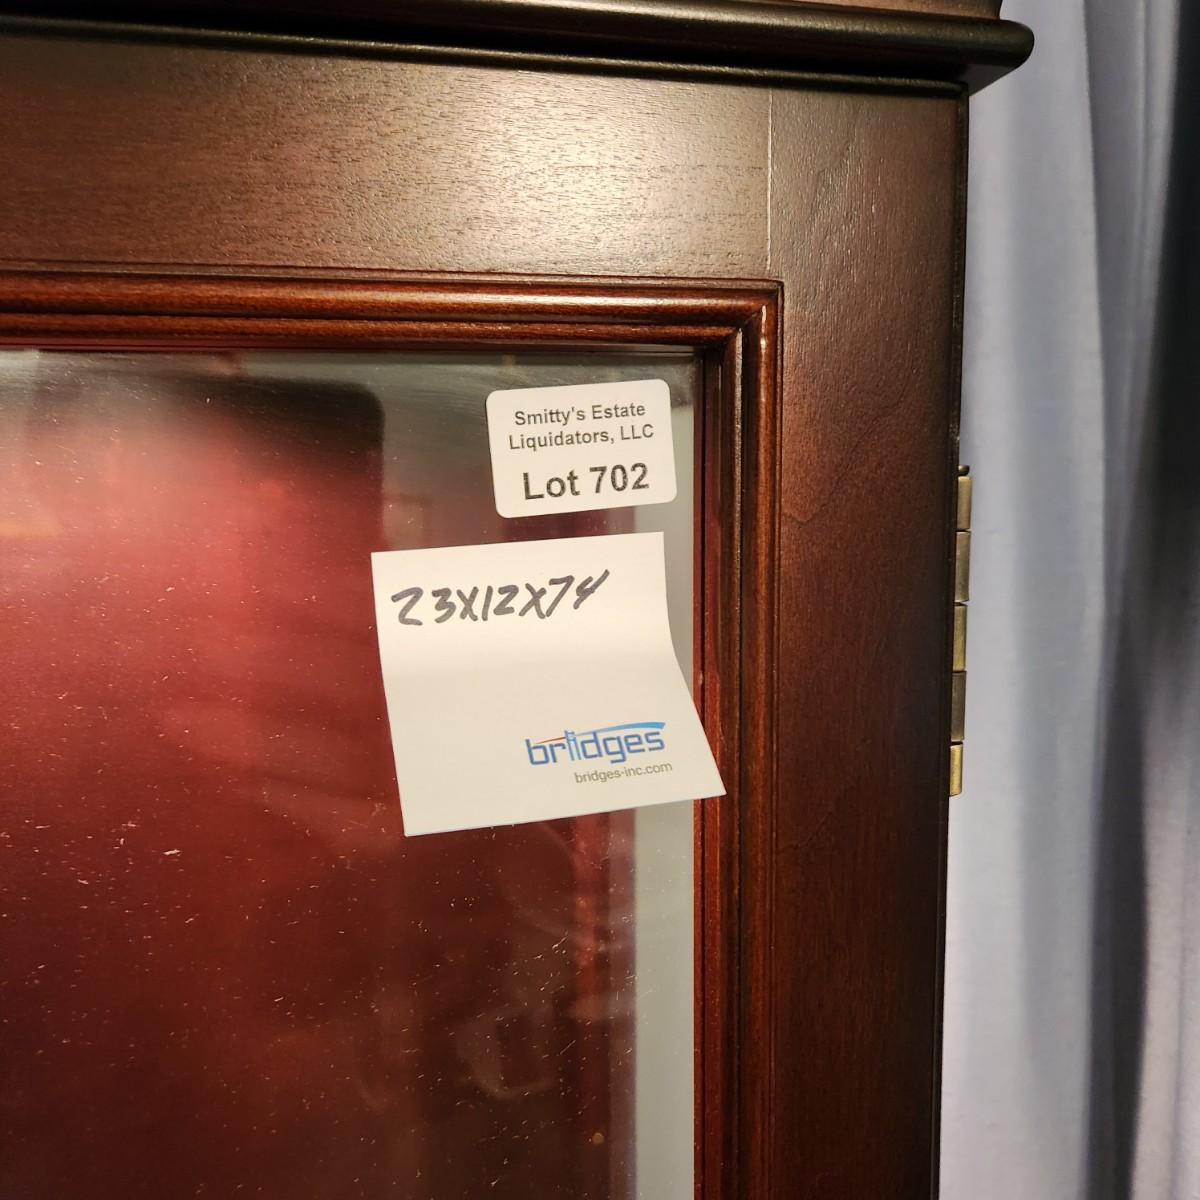 Smitty's Estate
Liquidators, LLC
Lot 702
23X12X74
bridges
bridges-inc.com